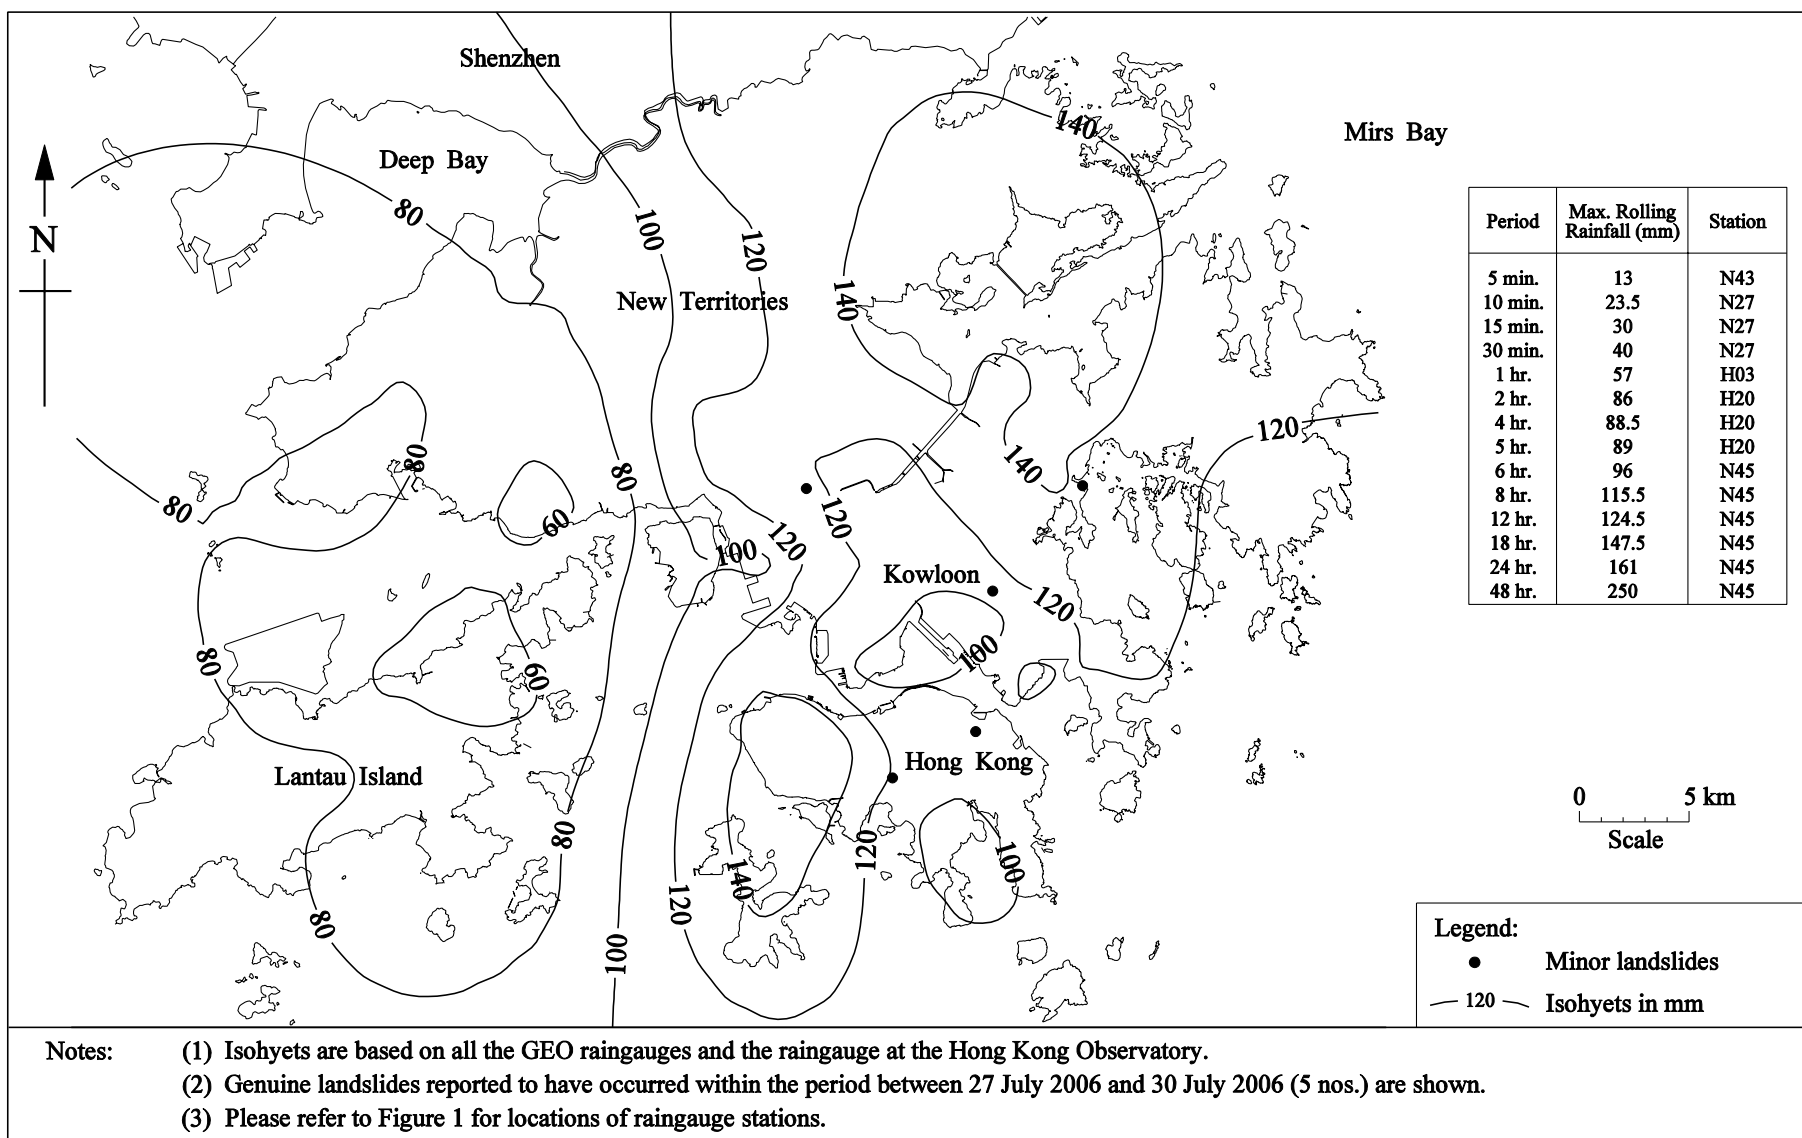 Shenzhen
140
Mirs Bay
Deep Bay
80
100
120
N
New Territories
140
80
80
80
60
140
120
120
120
100
Kowloon
120
100
80
60
Lantau Island
Hong Kong
80
120
140
100
80
120
100
Period Max. Rolling Rainfall (mm) Station
5 min. 13 N43
10 min. 23.5 N27
15 min. 30 N27
30 min. 40 N27
1 hr. 57 H03
2 hr. 86 H20
4 hr. 88.5 H20
5 hr. 89 H20
6 hr. 96 N45
8 hr. 115.5 N45
12 hr. 124.5 N45
18 hr. 147.5 N45
24 hr. 161 N45
48 hr. 250 N45
0 5 km
Scale
Legend:
Minor landslides
120 Isohyets in mm
Notes: (1) Isohyets are based on all the GEO raingauges and the raingauge at the Hong Kong Observatory.
(2) Genuine landslides reported to have occurred within the period between 27 July 2006 and 30 July 2006 (5 nos.) are shown.
(3) Please refer to Figure 1 for locations of raingauge stations.